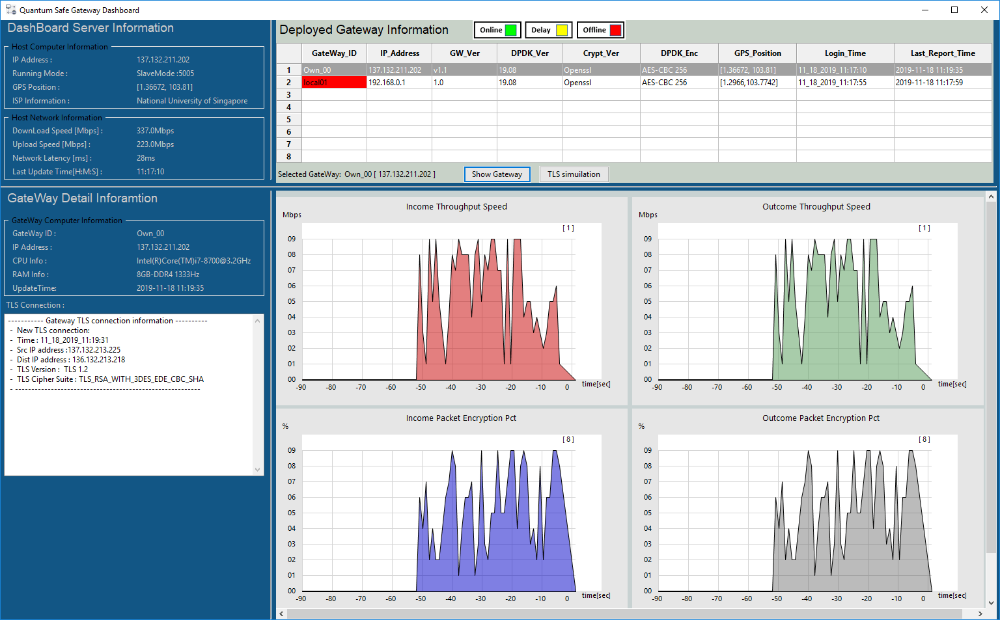 Quantum Safe Gateway Dashboard
DashBoard Server Information
Host Computer Information
IP Address : 137.132.211.202
Running Mode : SlaveMode :5005
GPS Position : [1.36672, 103.81]
ISP Information : National University of Singapore
Host Network Information
DownLoad Speed [Mbps] : 337.0Mbps
Upload Speed [Mbps] : 223.0Mbps
Network Latency [ms] : 28ms
Last Update Time[H:M:S] : 11:17:10
Deployed Gateway Information Online Delay Offline
GateWay_ID IP_Address GW_Ver DPDK_Ver Crypt_Ver DPDK_Enc GPS_Position Login_Time Last_Report_Time
1 Own_00 137.132.211.202 v1.1 19.08 Openssl AES-CBC 256 [1.36672, 103.81] 11_18_2019_11:17:10 2019-11-18 11:19:35
2 local01 192.168.0.1 1.0 19.08 Openssl AES-CBC 256 [1.2966,103.7742] 11_18_2019_11:17:55 2019-11-18 11:17:59
3
4
5
6
7
8
Selected GateWay: Own_00 [ 137.132.211.202 ] Show Gateway TLS simuilation
GateWay Detail Inforamtion
GateWay Computer Information
GateWay ID : Own_00
IP Address : 137.132.211.202
CPU Info : Intel(R)Core(TM)i7-8700@3.2GHz
RAM Info : 8GB-DDR4 1333Hz
UpdateTime: 2019-11-18 11:19:35
TLS Connection :
----------- Gateway TLS connection information ----------
- New TLS connection:
- Time : 11_18_2019_11:19:31
- Src IP address :137.132.213.225
- Dist IP address : 136.132.213.218
- TLS Version : TLS 1.2
- TLS Cipher Suite : TLS_RSA_WITH_3DES_EDE_CBC_SHA
- ---------------------------------------------------------
Income Throughput Speed
Mbps
[ 1 ]
09
08
07
06
05
04
03
02
01
00
-90 -80 -70 -60 -50 -40 -30 -20 -10 0 time[sec]
Outcome Throughput Speed
Mbps
[ 1 ]
09
08
07
06
05
04
03
02
01
00
-90 -80 -70 -60 -50 -40 -30 -20 -10 0 time[sec]
Income Packet Encryption Pct
%
[ 8 ]
09
08
07
06
05
04
03
02
01
00
-90 -80 -70 -60 -50 -40 -30 -20 -10 0 time[sec]
Outcome Packet Encryption Pct
%
[ 8 ]
09
08
07
06
05
04
03
02
01
00
-90 -80 -70 -60 -50 -40 -30 -20 -10 0 time[sec]